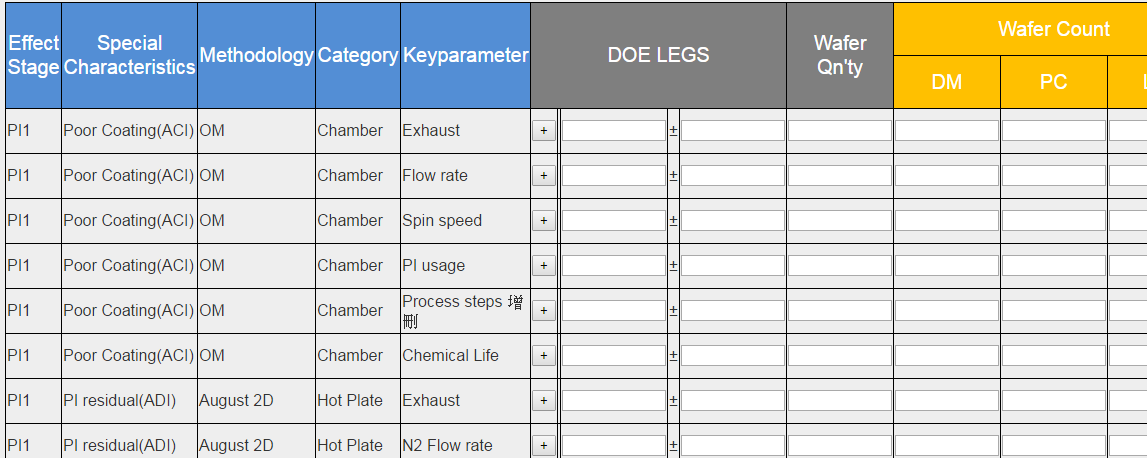 Effect Stage Special Characteristics Methodology Category Keyparameter DOE LEGS Wafer Qn'ty Wafer Count
DM PC
PI1 Poor Coating(ACI) OM Chamber Exhaust + ±
PI1 Poor Coating(ACI) OM Chamber Flow rate + ±
PI1 Poor Coating(ACI) OM Chamber Spin speed + ±
PI1 Poor Coating(ACI) OM Chamber PI usage + ±
PI1 Poor Coating(ACI) OM Chamber Process steps 增刪 + ±
PI1 Poor Coating(ACI) OM Chamber Chemical Life + ±
PI1 PI residual(ADI) August 2D Hot Plate Exhaust + ±
PI1 PI residual(ADI) August 2D Hot Plate N2 Flow rate + ±